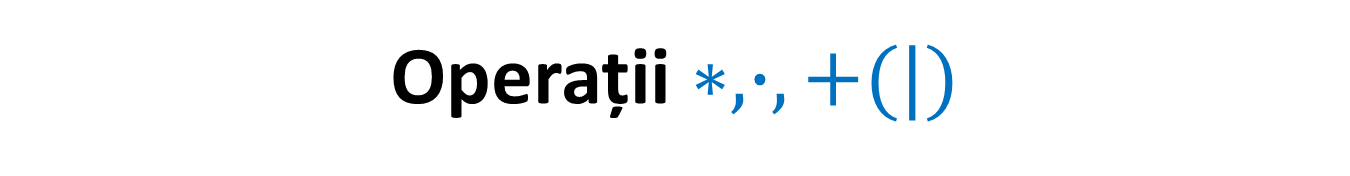 Operații *,·, +(|)